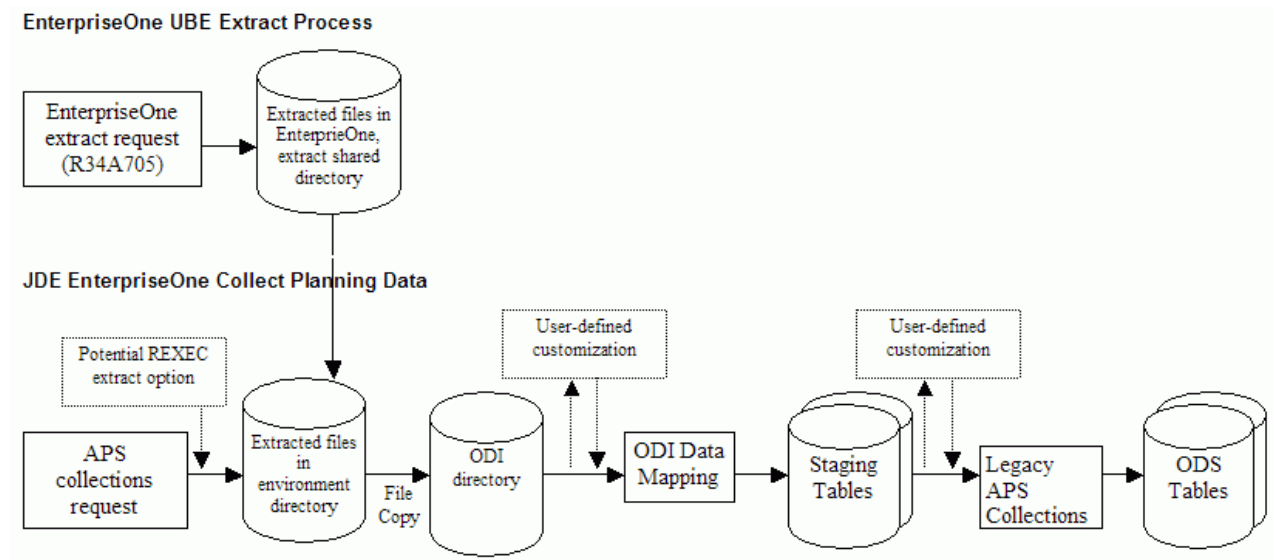 EnterpriseOne UBE Extract Process
EnterpriseOne
extract request
(R34A705)
Extracted files in
EnterprieOne,
extract shared
directory
JDE EnterpriseOne Collect Planning Data
Potential REXEC
extract option
User-defined
customization
User-defined
customization
APS
collections
request
Extracted files
in
environment
directory
File
Copy
ODI
directory
ODI Data
Mapping
Staging
Tables
Legacy
APS
Collections
ODS
Tables